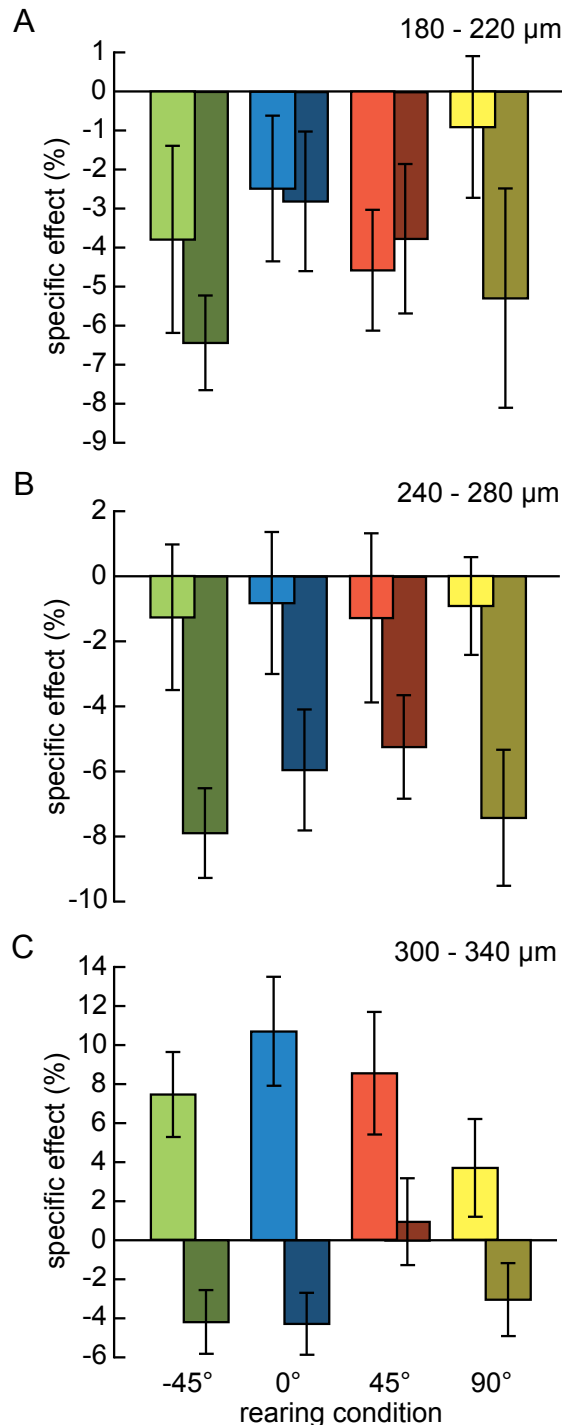 A
180 - 220 µm
1
0
-1
-2
-3
-4
-5
-6
-7
-8
-9
specific effect (%)
B
240 - 280 µm
2
0
-2
-4
-6
-8
-10
specific effect (%)
C
300 - 340 µm
14
12
10
8
6
4
2
0
-2
-4
-6
specific effect (%)
-45° 0° 45° 90°
rearing condition